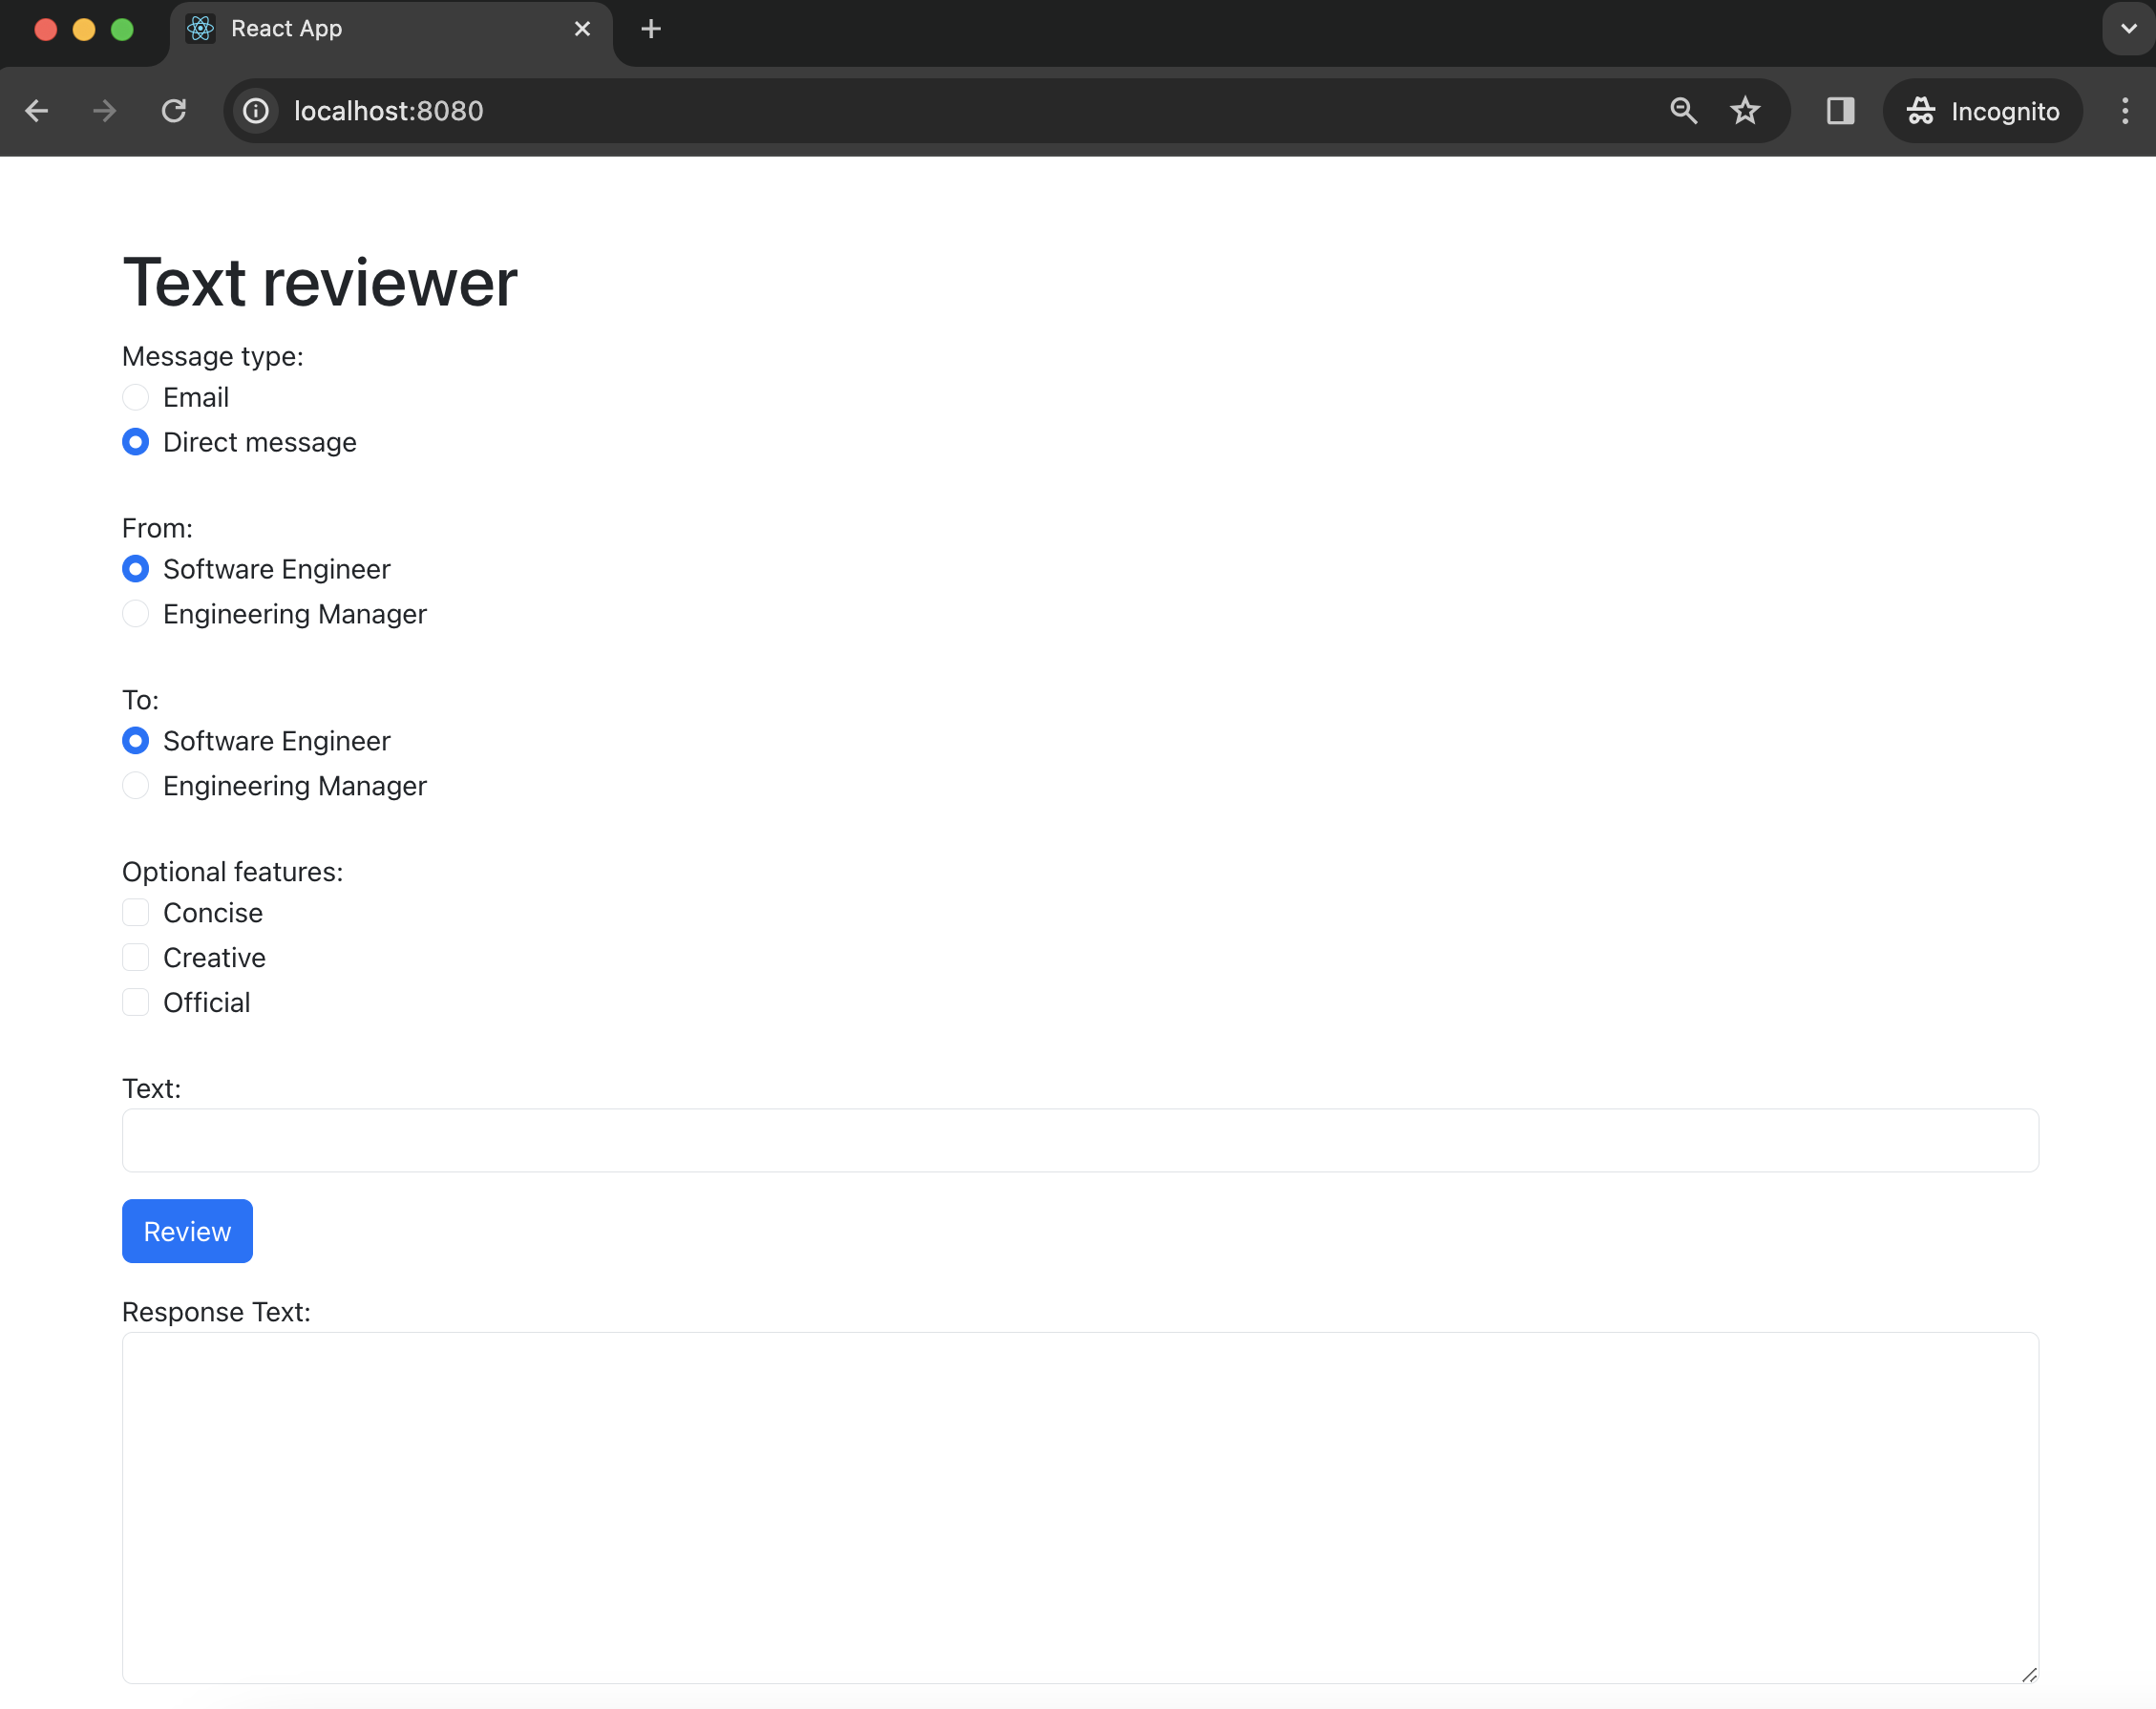 React App
localhost:8080
Incognito
Text reviewer
Message type:
Email
Direct message
From:
Software Engineer
Engineering Manager
To:
Software Engineer
Engineering Manager
Optional features:
Concise
Creative
Official
Text:
Review
Response Text: